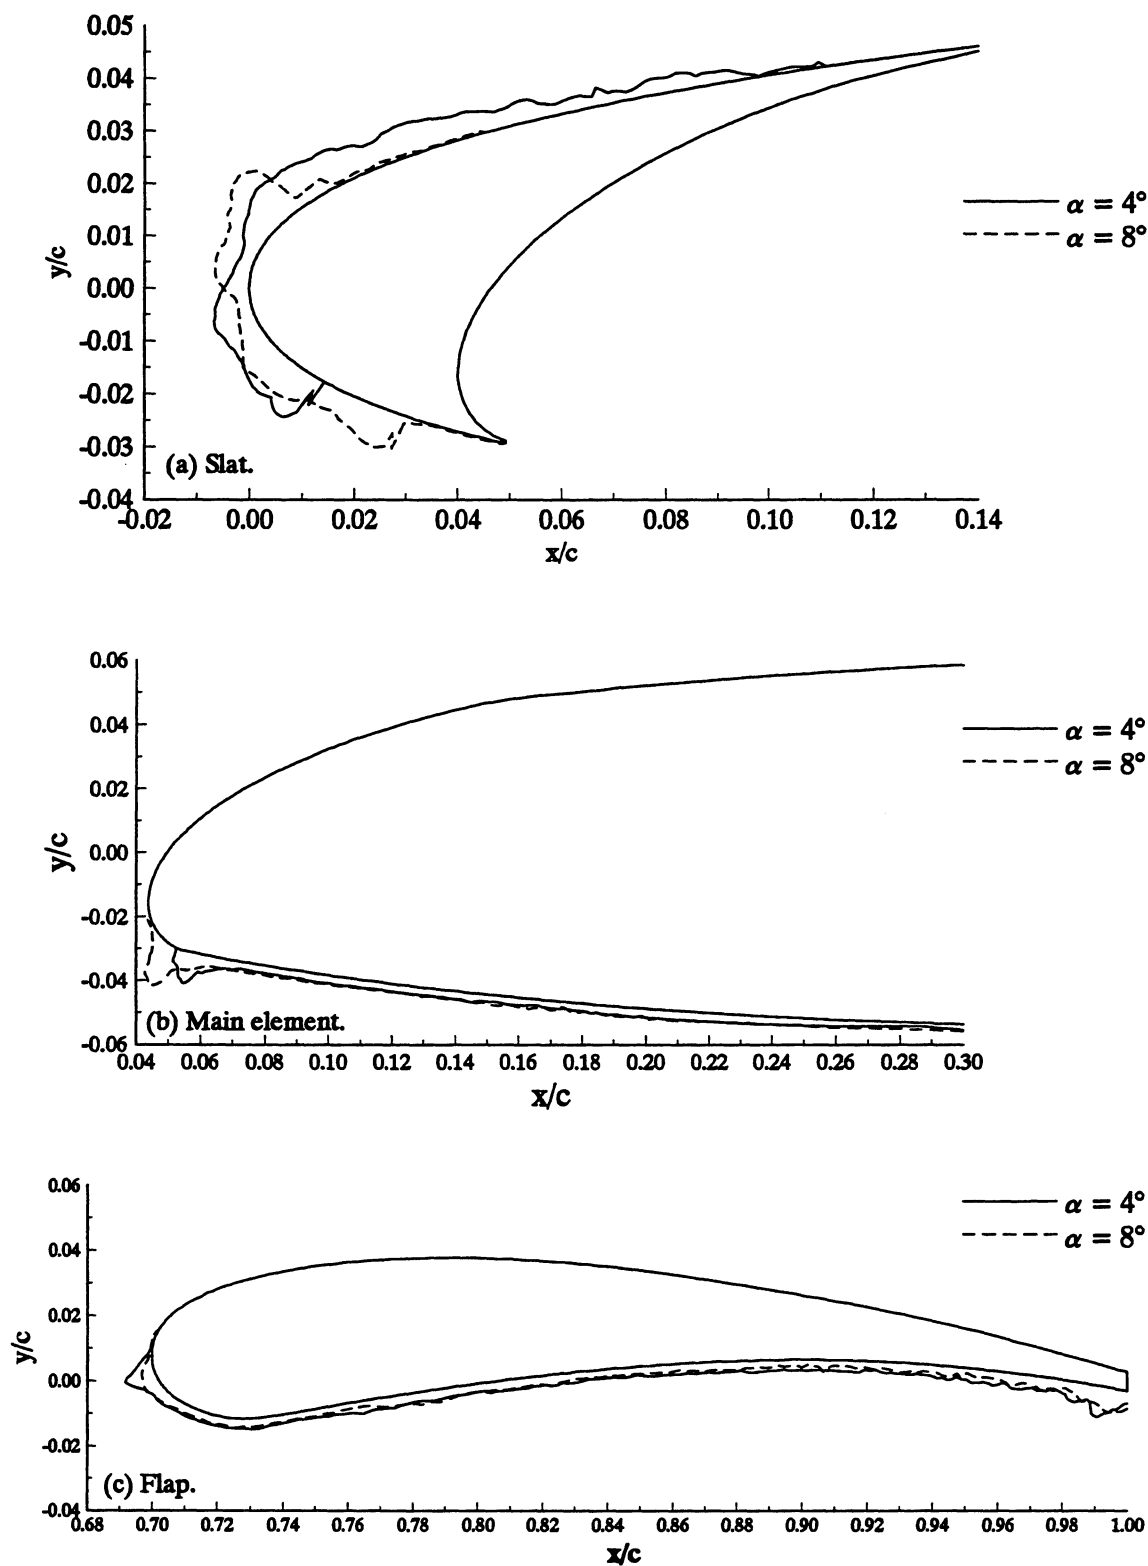 0.05
0.04
0.03
0.02
0.01
0.00
-0.01
-0.02
-0.03
-0.04
y/c
α = 4°
α = 8°
(a) Slat.
-0.02 0.00 0.02 0.04 0.06 0.08 0.10 0.12 0.14
x/c
0.06
0.04
0.02
0.00
-0.02
-0.04
-0.06
y/c
α = 4°
α = 8°
(b) Main element.
0.04 0.06 0.08 0.10 0.12 0.14 0.16 0.18 0.20 0.22 0.24 0.26 0.28 0.30
x/c
0.06
0.04
0.02
0.00
-0.02
-0.04
y/c
α = 4°
α = 8°
(c) Flap.
0.68 0.70 0.72 0.74 0.76 0.78 0.80 0.82 0.84 0.86 0.88 0.90 0.92 0.94 0.96 0.98 1.00
x/c